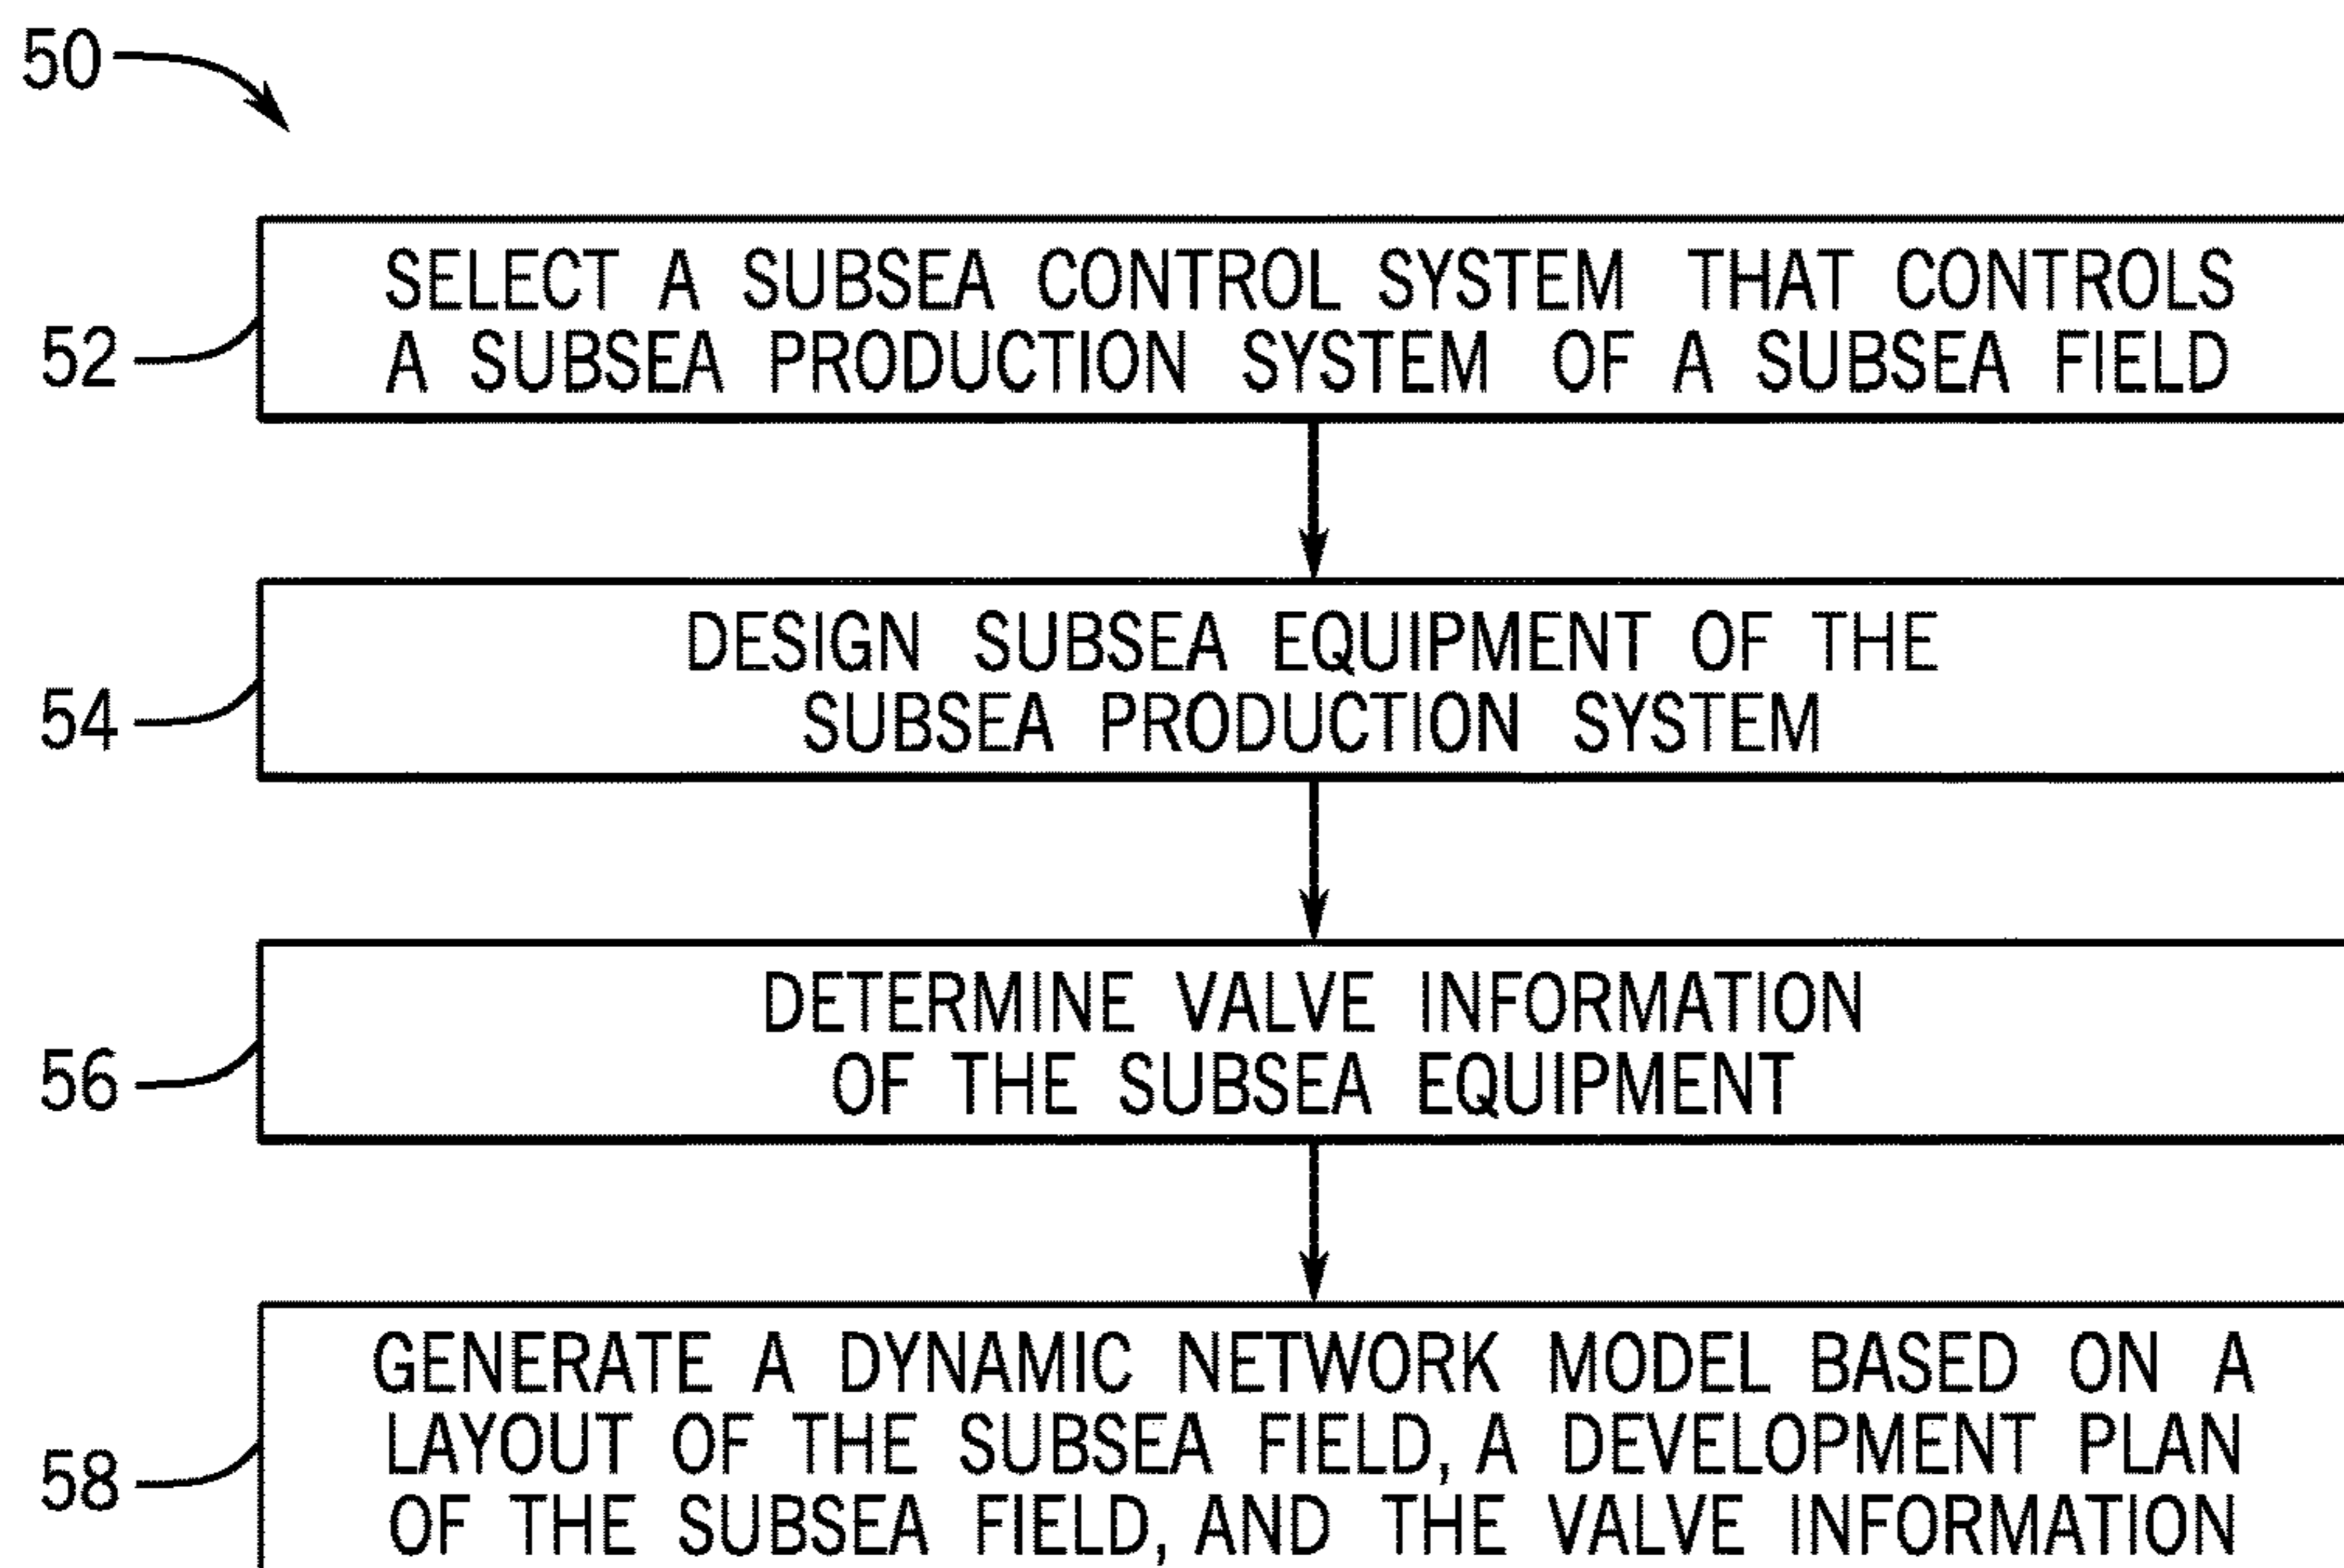 50
52
SELECT A SUBSEA CONTROL SYSTEM THAT CONTROLS
A SUBSEA PRODUCTION SYSTEM OF A SUBSEA FIELD
54
DESIGN SUBSEA EQUIPMENT OF THE
SUBSEA PRODUCTION SYSTEM
56
DETERMINE VALVE INFORMATION
OF THE SUBSEA EQUIPMENT
58
GENERATE A DYNAMIC NETWORK MODEL BASED ON A
LAYOUT OF THE SUBSEA FIELD, A DEVELOPMENT PLAN
OF THE SUBSEA FIELD, AND THE VALVE INFORMATION